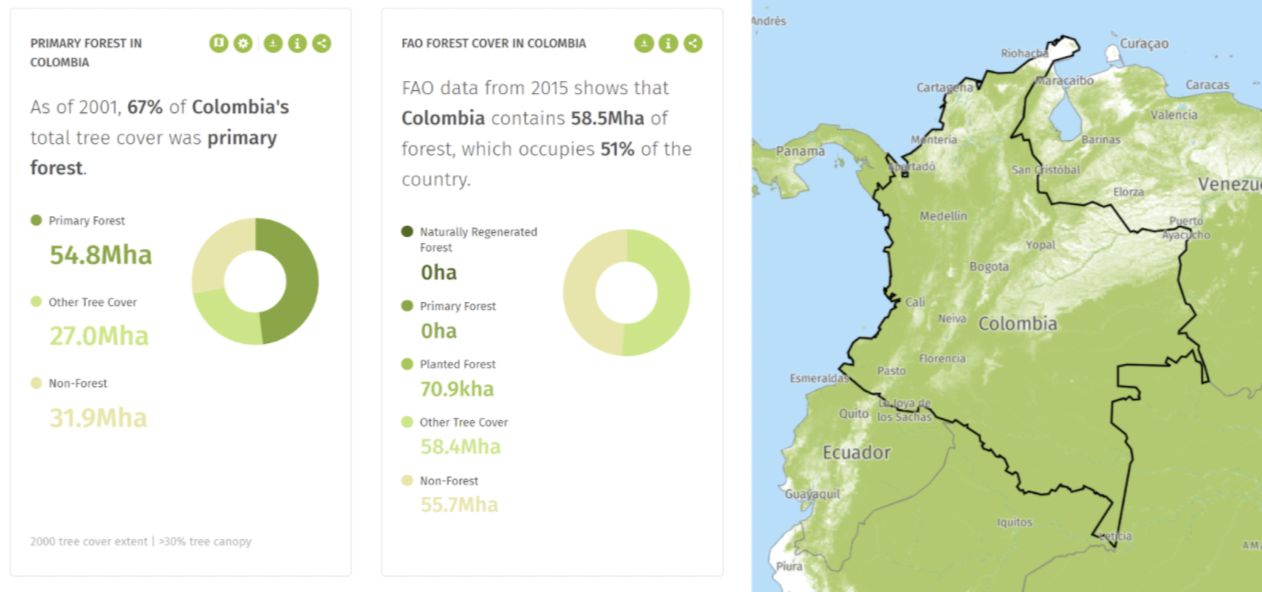 PRIMARY FOREST IN
COLOMBIA
As of 2001, 67% of Colombia's
total tree cover was primary
forest.
Primary Forest
54.8Mha
Other Tree Cover
27.0Mha
Non-Forest
31.9Mha
2000 tree cover extent | >30% tree canopy
FAO FOREST COVER IN COLOMBIA
FAO data from 2015 shows that
Colombia contains 58.5Mha of
forest, which occupies 51% of the
country.
Naturally Regenerated
Forest
0ha
Primary Forest
0ha
Planted Forest
70.9kha
Other Tree Cover
58.4Mha
Non-Forest
55.7Mha
Andrés
Curaçao
Riohacha
Maracaibo
Caracas
Cartagena
Valencia
Montería
Barinas
Panama
Apartadó
San Cristóbal
Elorza
Venezu
Medellín
Puerto
Ayacucho
Yopal
Bogota
Cali
Neiva
Colombia
Florencia
Pasto
Esmeraldas
La Joya de
los Sachas
Quito
Ecuador
Guayaquil
Iquitos
Leticia
AM
Piura